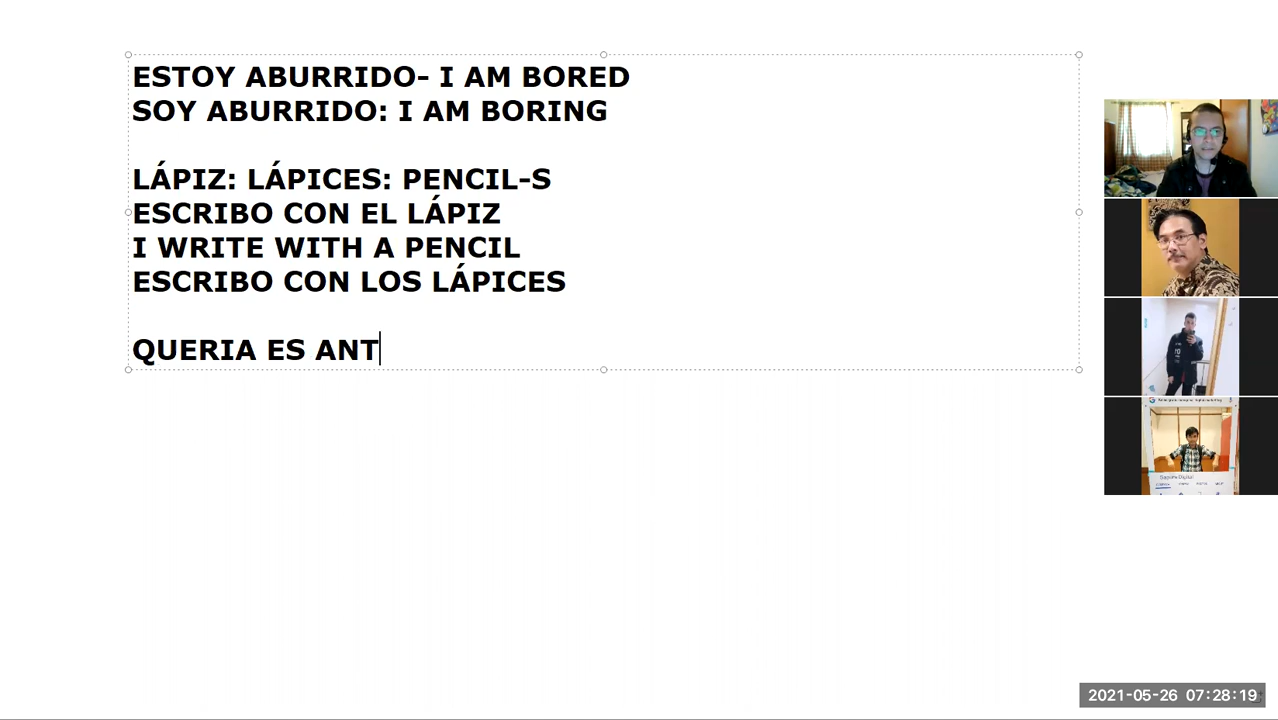 ESTOY ABURRIDO- I AM BORED
SOY ABURRIDO: I AM BORING
LÁPIZ: LÁPICES: PENCIL-S
ESCRIBO CON EL LÁPIZ
I WRITE WITH A PENCIL
ESCRIBO CON LOS LÁPICES
QUERIA ES ANT
2021-05-26 07:28:19